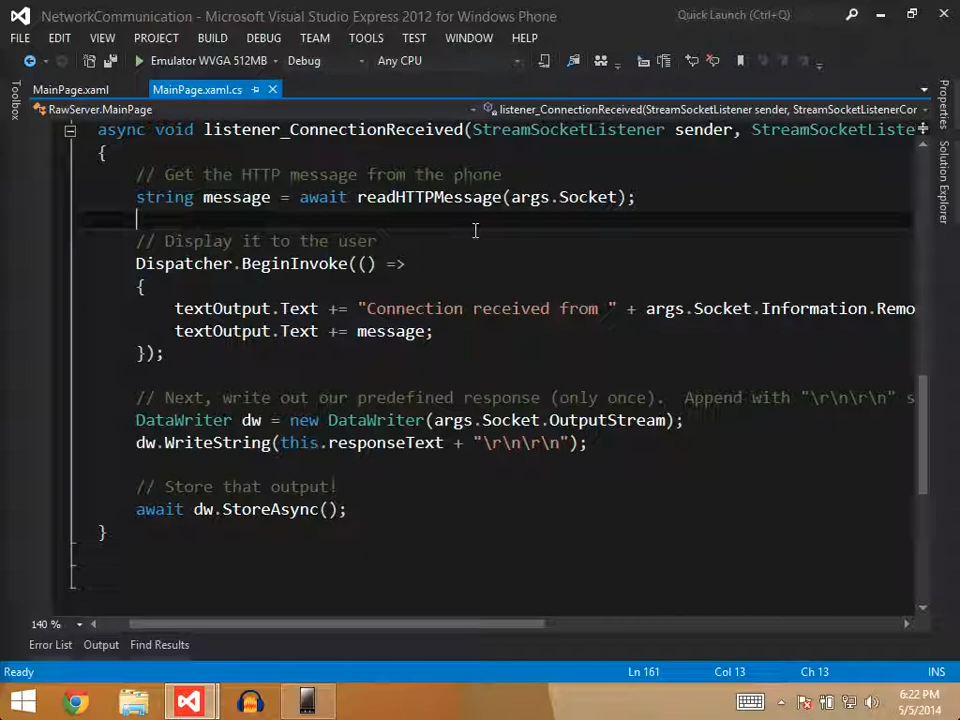 NetworkCommunication - Microsoft Visual Studio Express 2012 for Windows Phone
Quick Launch (Ctrl+Q)
FILE EDIT VIEW PROJECT BUILD DEBUG TEAM TOOLS TEST WINDOW HELP
Emulator WVGA 512MB Debug Any CPU
Toolbox
MainPage.xaml MainPage.xaml.cs
RawServer.MainPage listener_ConnectionReceived(StreamSocketListener sender, StreamSocketListenerCor
Properties
Solution Explorer
async void listener_ConnectionReceived(StreamSocketListener sender, StreamSocketListe
{
// Get the HTTP message from the phone
string message = await readHTTPMessage(args.Socket);
// Display it to the user
Dispatcher.BeginInvoke(() =>
{
textOutput.Text += "Connection received from " + args.Socket.Information.Remo
textOutput.Text += message;
});
// Next, write out our predefined response (only once). Append with "\r\n\r\n" s
DataWriter dw = new DataWriter(args.Socket.OutputStream);
dw.WriteString(this.responseText + "\r\n\r\n");
// Store that output!
await dw.StoreAsync();
}
140 %
Error List Output Find Results
Ready Ln 161 Col 13 Ch 13 INS
6:22 PM
5/5/2014